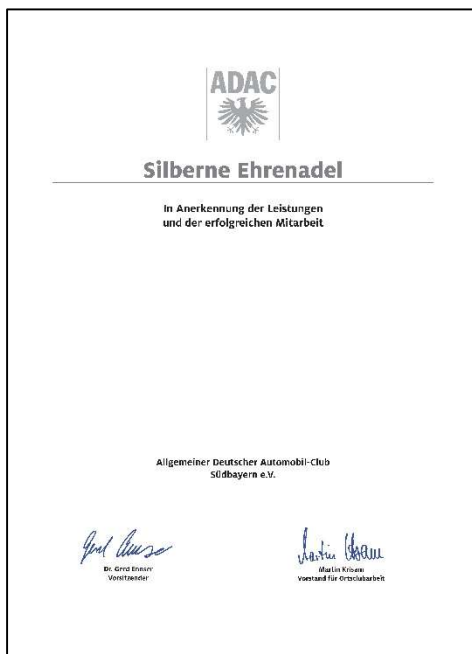 ADAC
Silberne Ehrenadel
In Anerkennung der Leistungen
und der erfolgreichen Mitarbeit
Allgemeiner Deutscher Automobil-Club
Südbayern e.V.
Dr. Gerd Ennser
Vorsitzender
Martin Krisam
Vorstand für Ortsclubarbeit